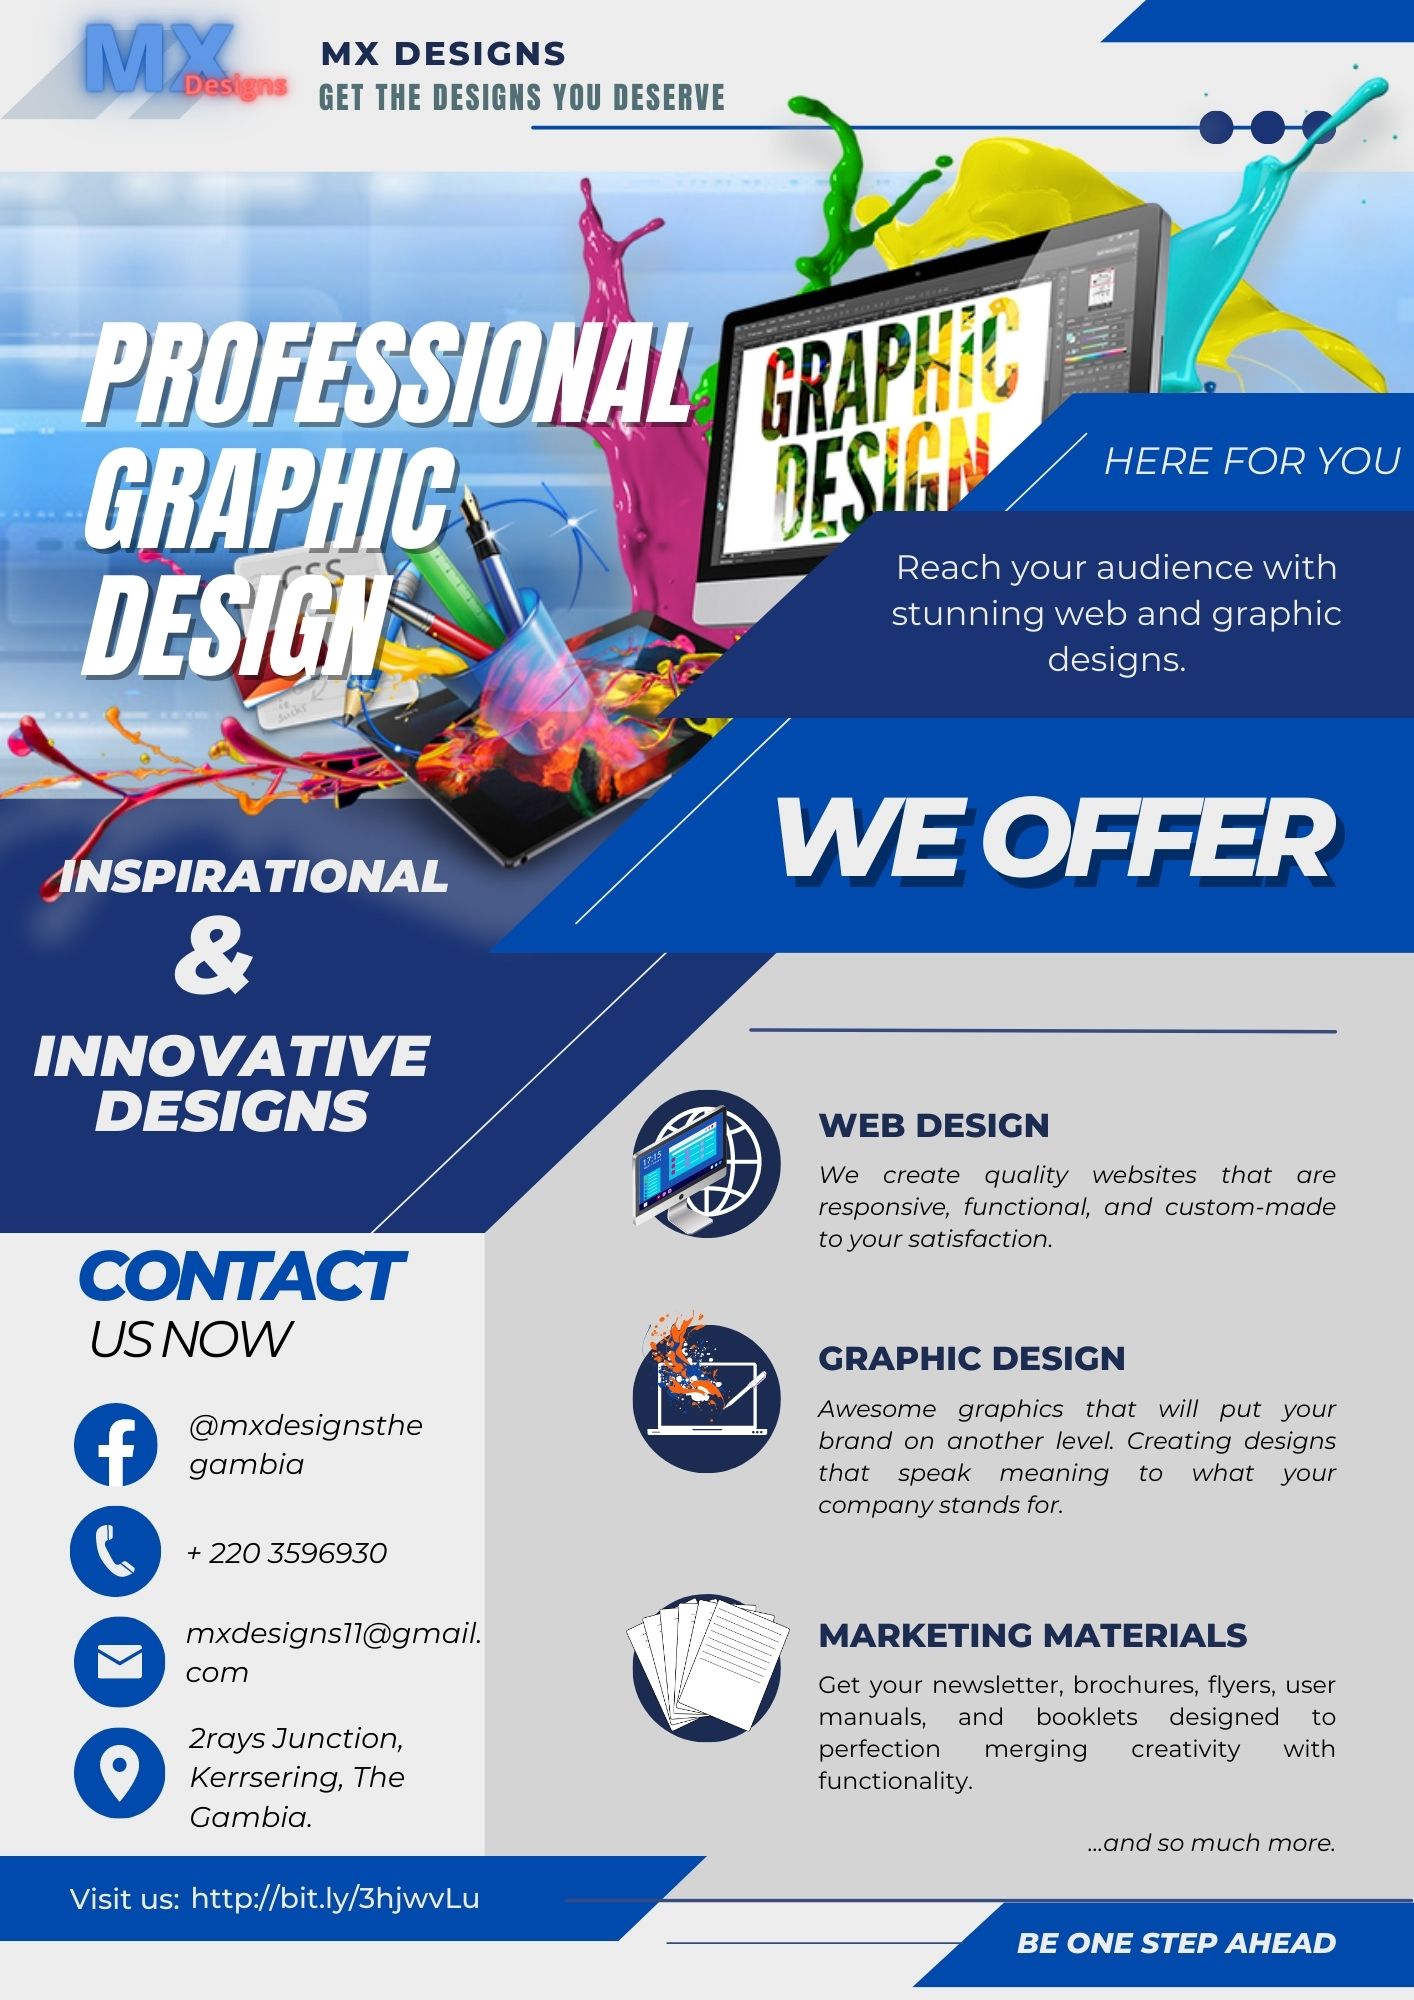 MX
Designs
MX DESIGNS
GET THE DESIGNS YOU DESERVE
PROFESSIONAL
GRAPHIC
DESIGN
GRAPHIC
DESIGN
CSS
HERE FOR YOU
Reach your audience with
stunning web and graphic
designs.
WE OFFER
INSPIRATIONAL
&
INNOVATIVE
DESIGNS
WEB DESIGN
We create quality websites that are
responsive, functional, and custom-made
to your satisfaction.
17:15
GRAPHIC DESIGN
Awesome graphics that will put your
brand on another level. Creating designs
that speak meaning to what your
company stands for.
MARKETING MATERIALS
Get your newsletter, brochures, flyers, user
manuals, and booklets designed to
perfection merging creativity with
functionality.
...and so much more.
CONTACT
US NOW
@mxdesignsthe
gambia
+ 220 3596930
mxdesigns11@gmail.
com
2rays Junction,
Kerrsering, The
Gambia.
Visit us: http://bit.ly/3hjwvLu
BE ONE STEP AHEAD